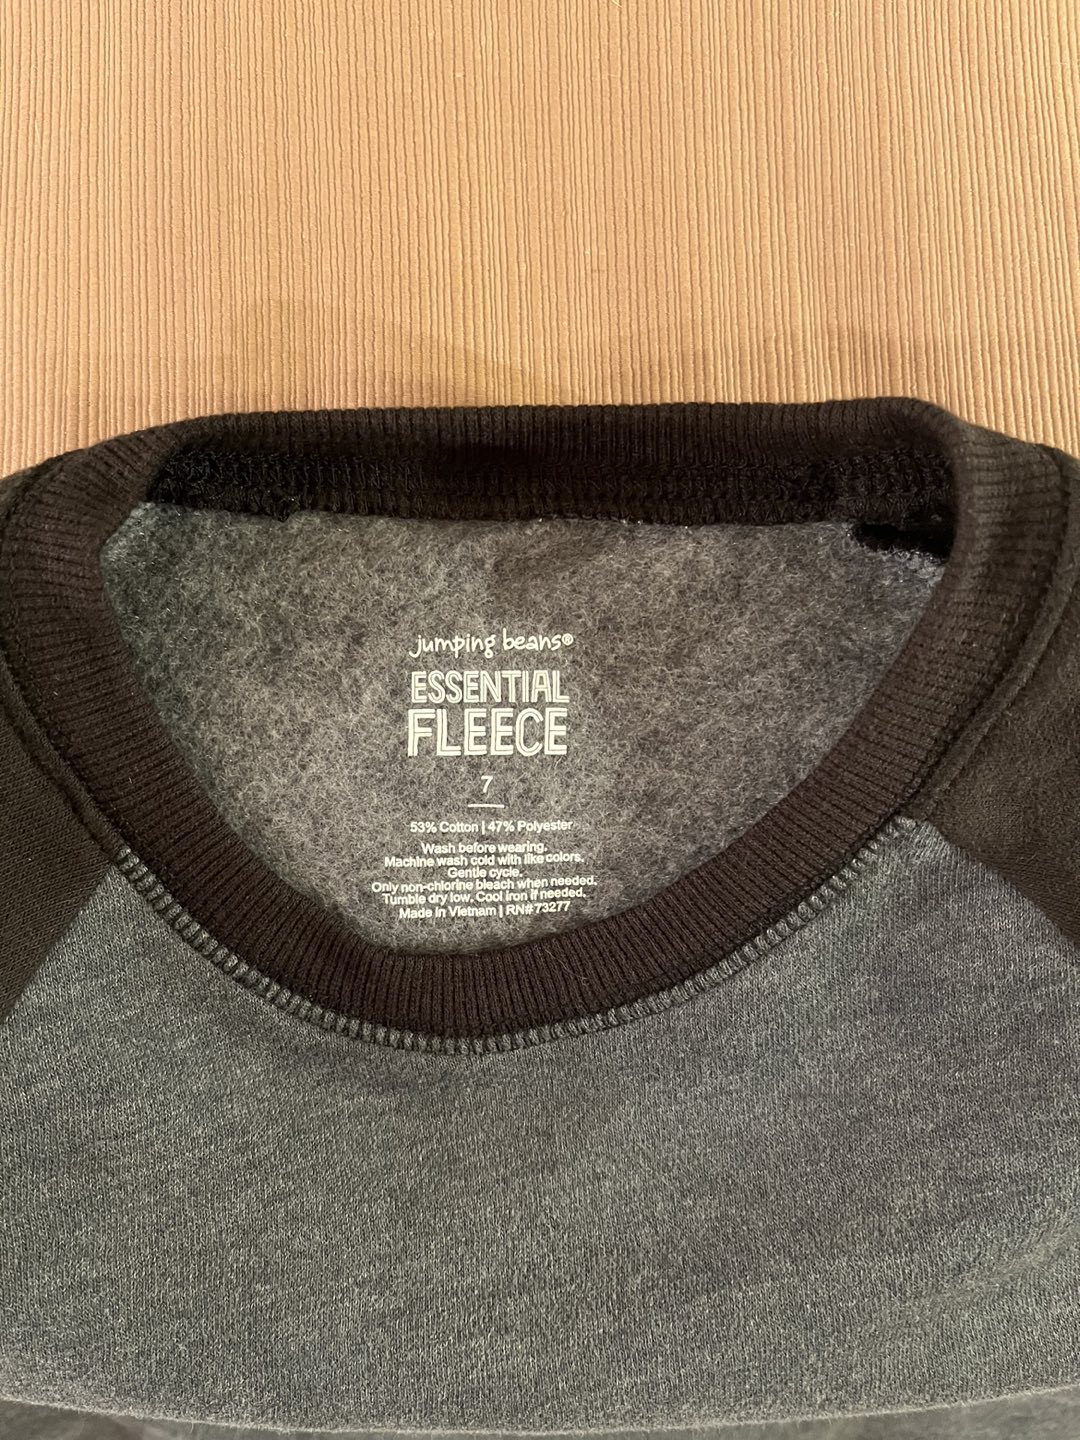 jumping beans®
ESSENTIAL
FLEECE
7
53% Cotton | 47% Polyester
Wash before wearing.
Machine wash cold with like colors.
Gentle cycle.
Only non-chlorine bleach when needed.
Tumble dry low. Cool iron if needed.
Made in Vietnam | RN# 73277